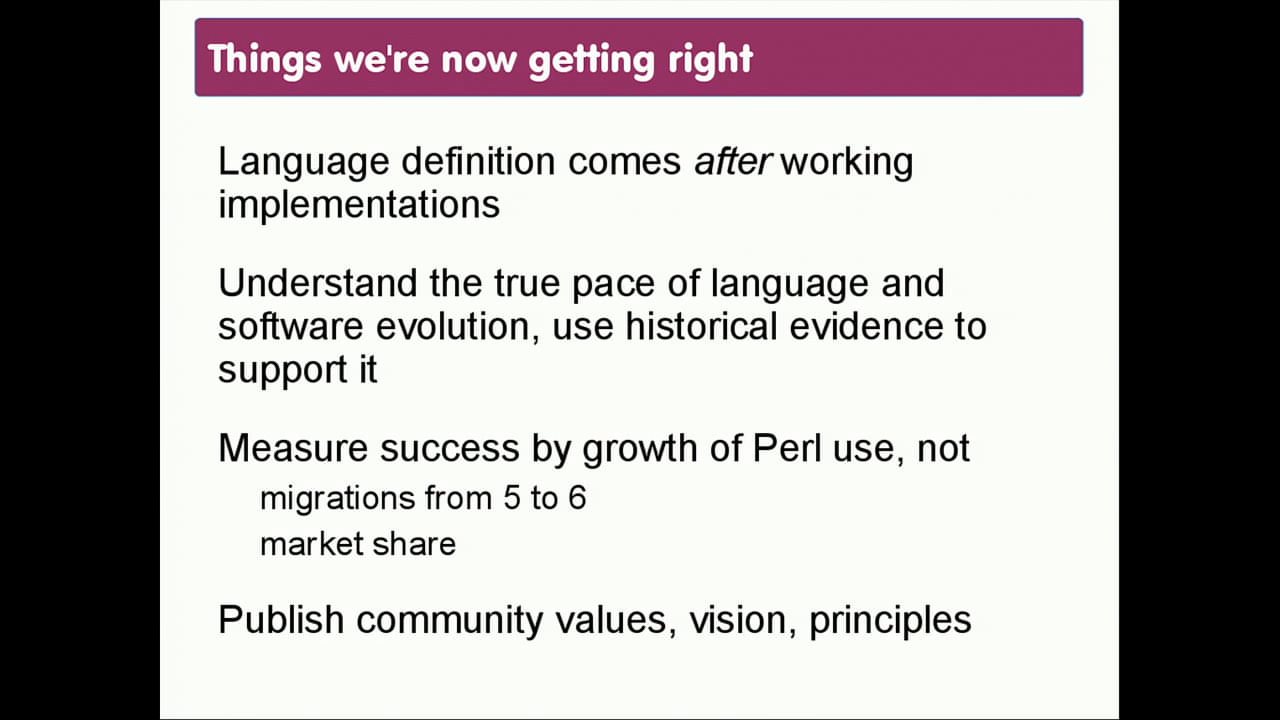 Things we're now getting right
Language definition comes after working
implementations
Understand the true pace of language and
software evolution, use historical evidence to
support it
Measure success by growth of Perl use, not
migrations from 5 to 6
market share
Publish community values, vision, principles